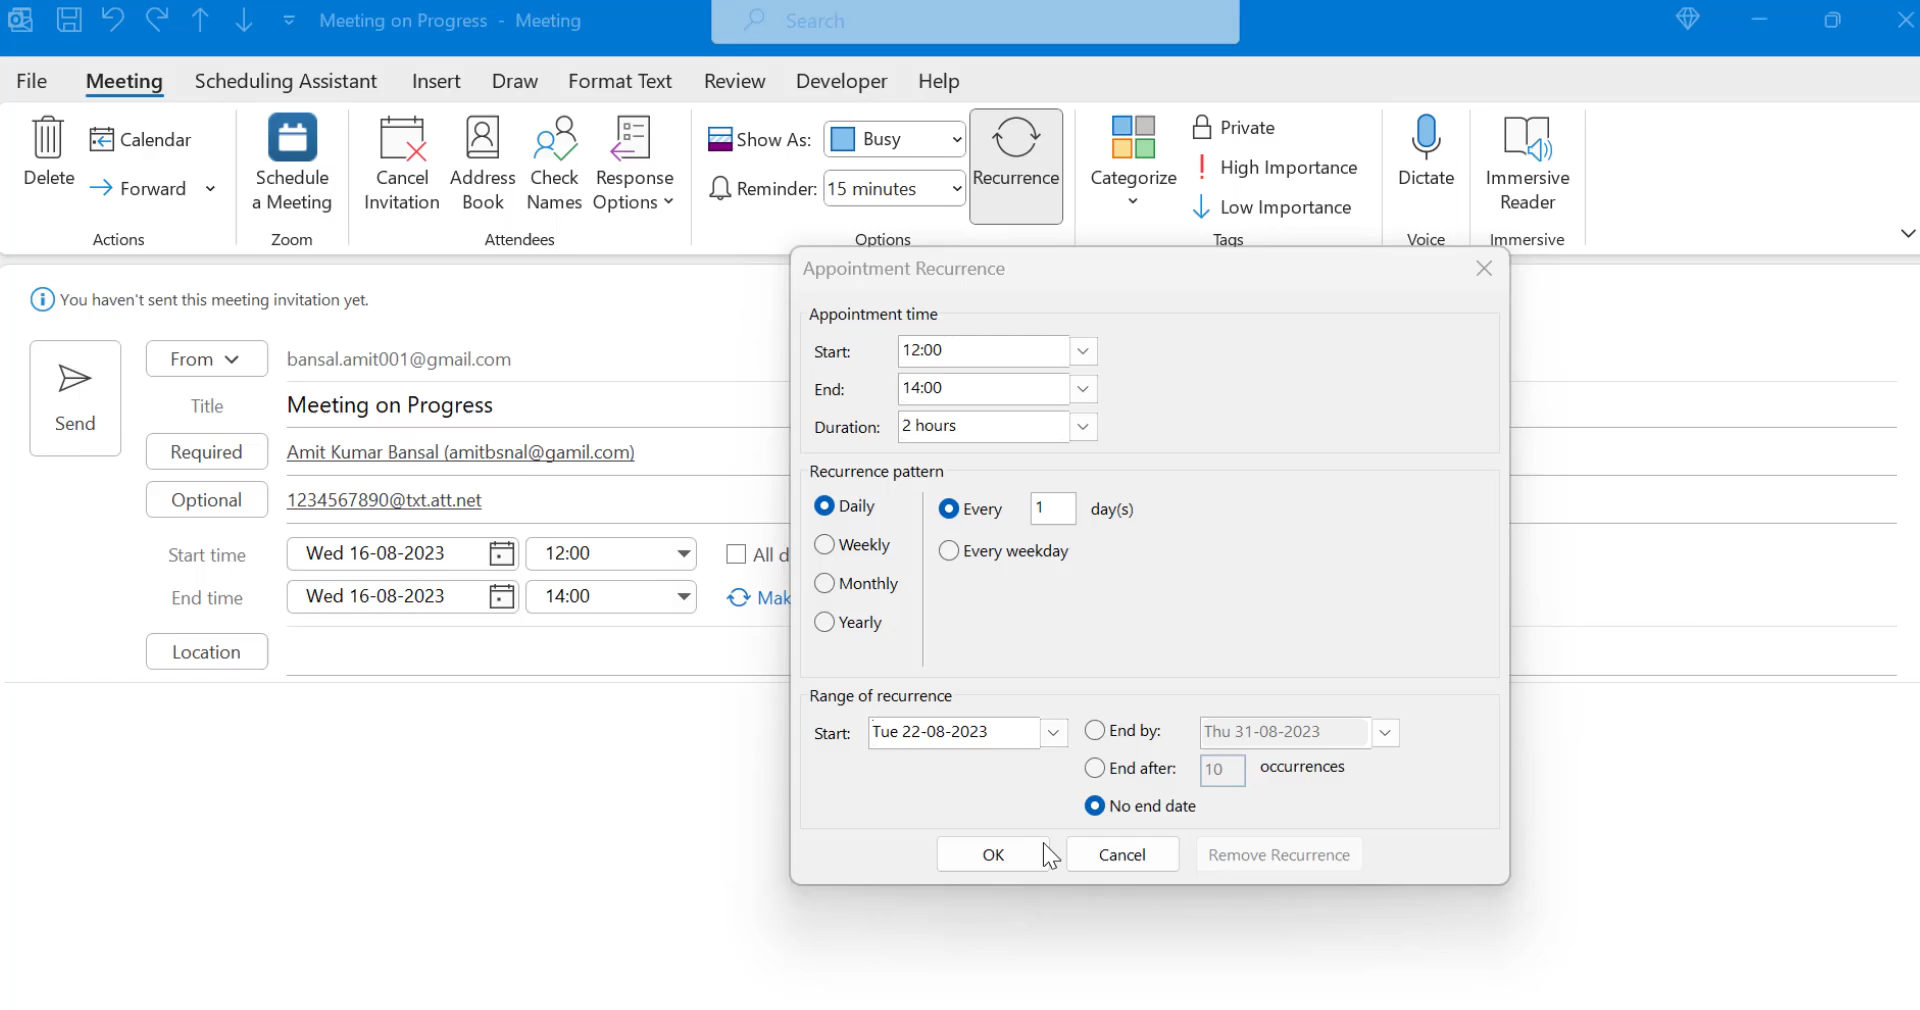 Meeting on Progress - Meeting
Search
File Meeting Scheduling Assistant Insert Draw Format Text Review Developer Help
Delete
Calendar
Forward
Actions
Schedule
a Meeting
Zoom
Cancel
Invitation
Address
Book
Check
Names
Response
Options
Attendees
Show As: Busy
Reminder: 15 minutes
Recurrence
Options
Categorize
Private
High Importance
Low Importance
Tags
Dictate
Voice
Immersive
Reader
Immersive
You haven't sent this meeting invitation yet.
Send
From bansal.amit001@gmail.com
Title Meeting on Progress
Required Amit Kumar Bansal (amitbsnal@gamil.com)
Optional 1234567890@txt.att.net
Start time Wed 16-08-2023 12:00 All d
End time Wed 16-08-2023 14:00 Mak
Location
Appointment Recurrence
Appointment time
Start: 12:00
End: 14:00
Duration: 2 hours
Recurrence pattern
Daily
Weekly
Monthly
Yearly
Every 1 day(s)
Every weekday
Range of recurrence
Start: Tue 22-08-2023
End by: Thu 31-08-2023
End after: 10 occurrences
No end date
OK Cancel Remove Recurrence